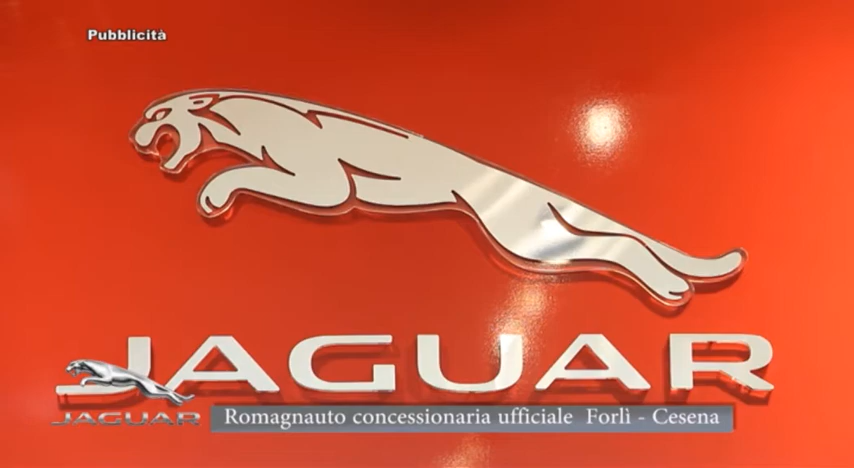 Pubblicità
JAGUAR
JAGUAR
Romagnauto concessionaria ufficiale Forlì - Cesena